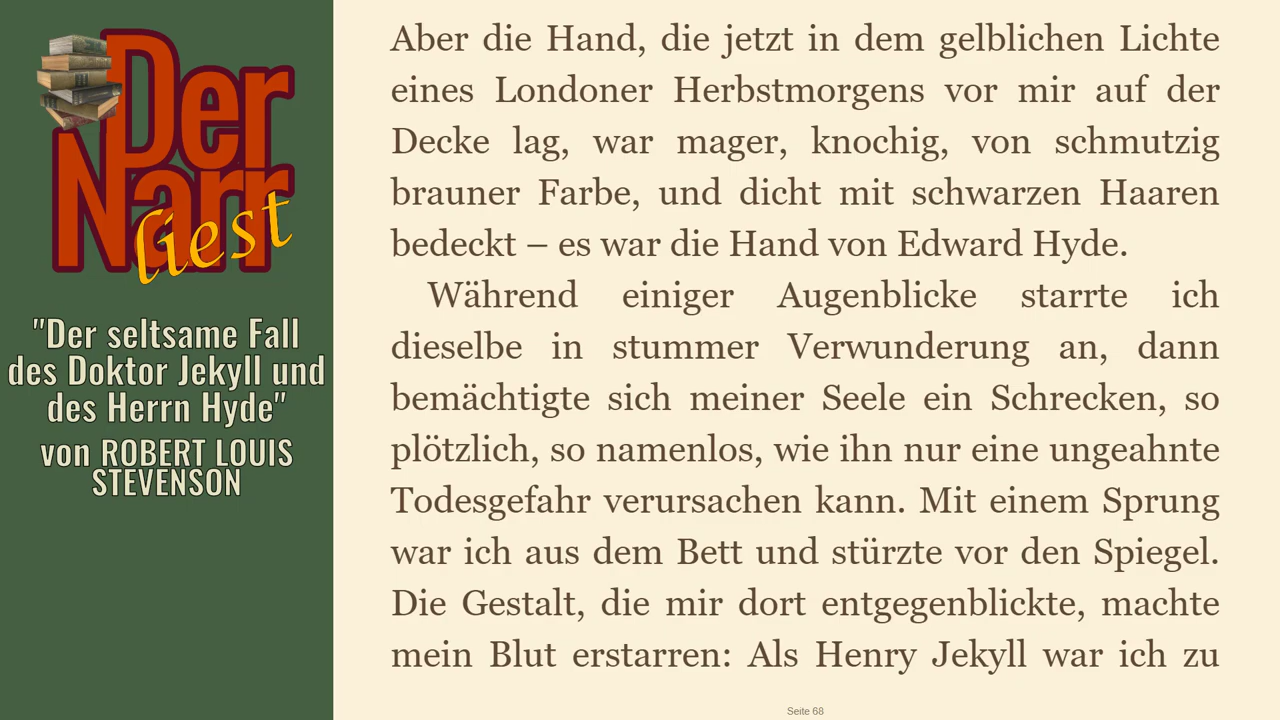 Der
Narr
liest
"Der seltsame Fall
des Doktor Jekyll und
des Herrn Hyde"
von ROBERT LOUIS
STEVENSON
Aber die Hand, die jetzt in dem gelblichen Lichte
eines Londoner Herbstmorgens vor mir auf der
Decke lag, war mager, knochig, von schmutzig
brauner Farbe, und dicht mit schwarzen Haaren
bedeckt – es war die Hand von Edward Hyde.
Während einiger Augenblicke starrte ich
dieselbe in stummer Verwunderung an, dann
bemächtigte sich meiner Seele ein Schrecken, so
plötzlich, so namenlos, wie ihn nur eine ungeahnte
Todesgefahr verursachen kann. Mit einem Sprung
war ich aus dem Bett und stürzte vor den Spiegel.
Die Gestalt, die mir dort entgegenblickte, machte
mein Blut erstarren: Als Henry Jekyll war ich zu
Seite 68